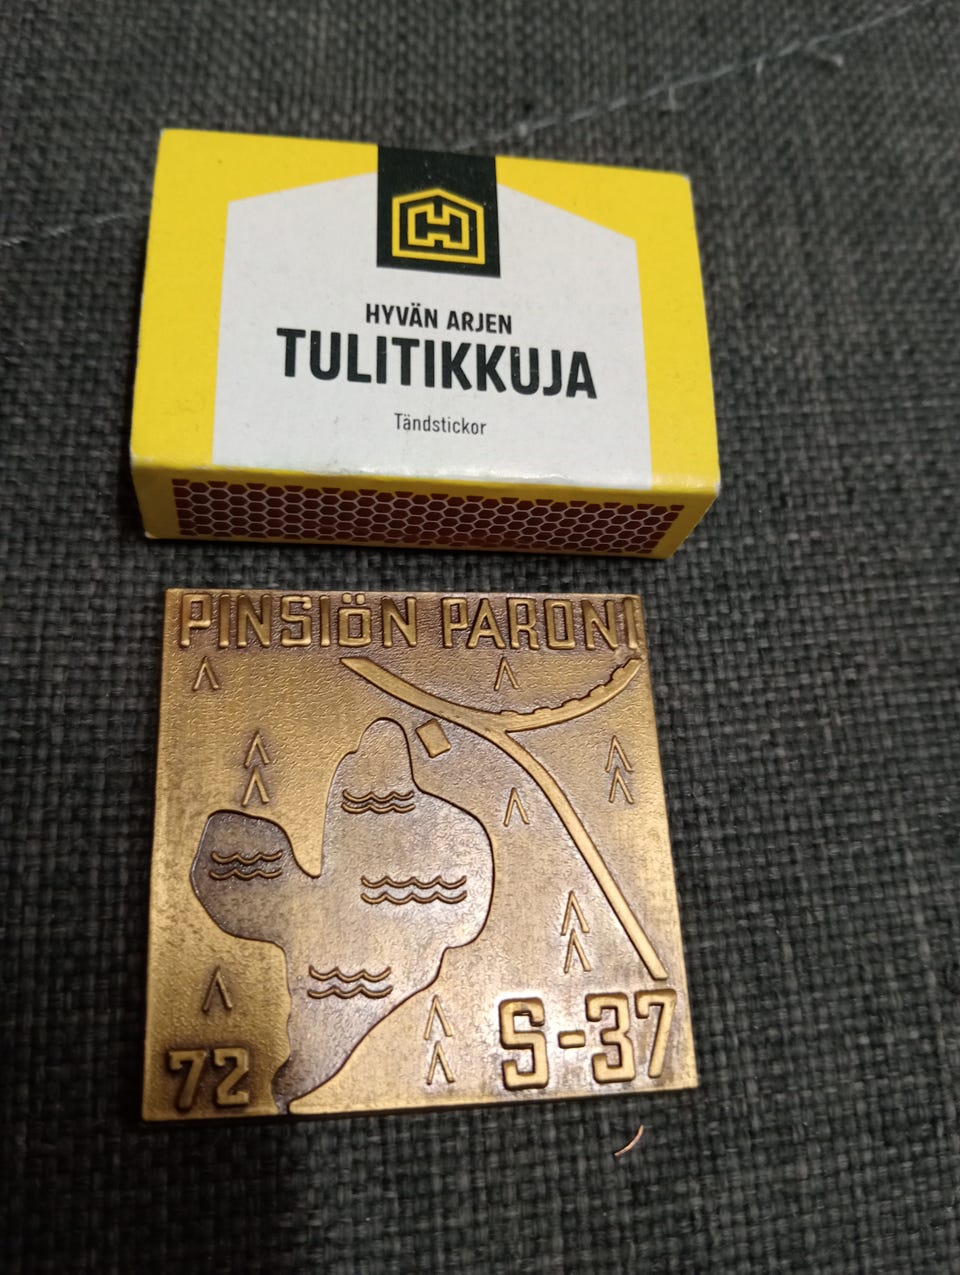 H
HYVÄN ARJEN
TULITIKKUJA
Tändstickor
PINSIÖN PARONI
72
S-37